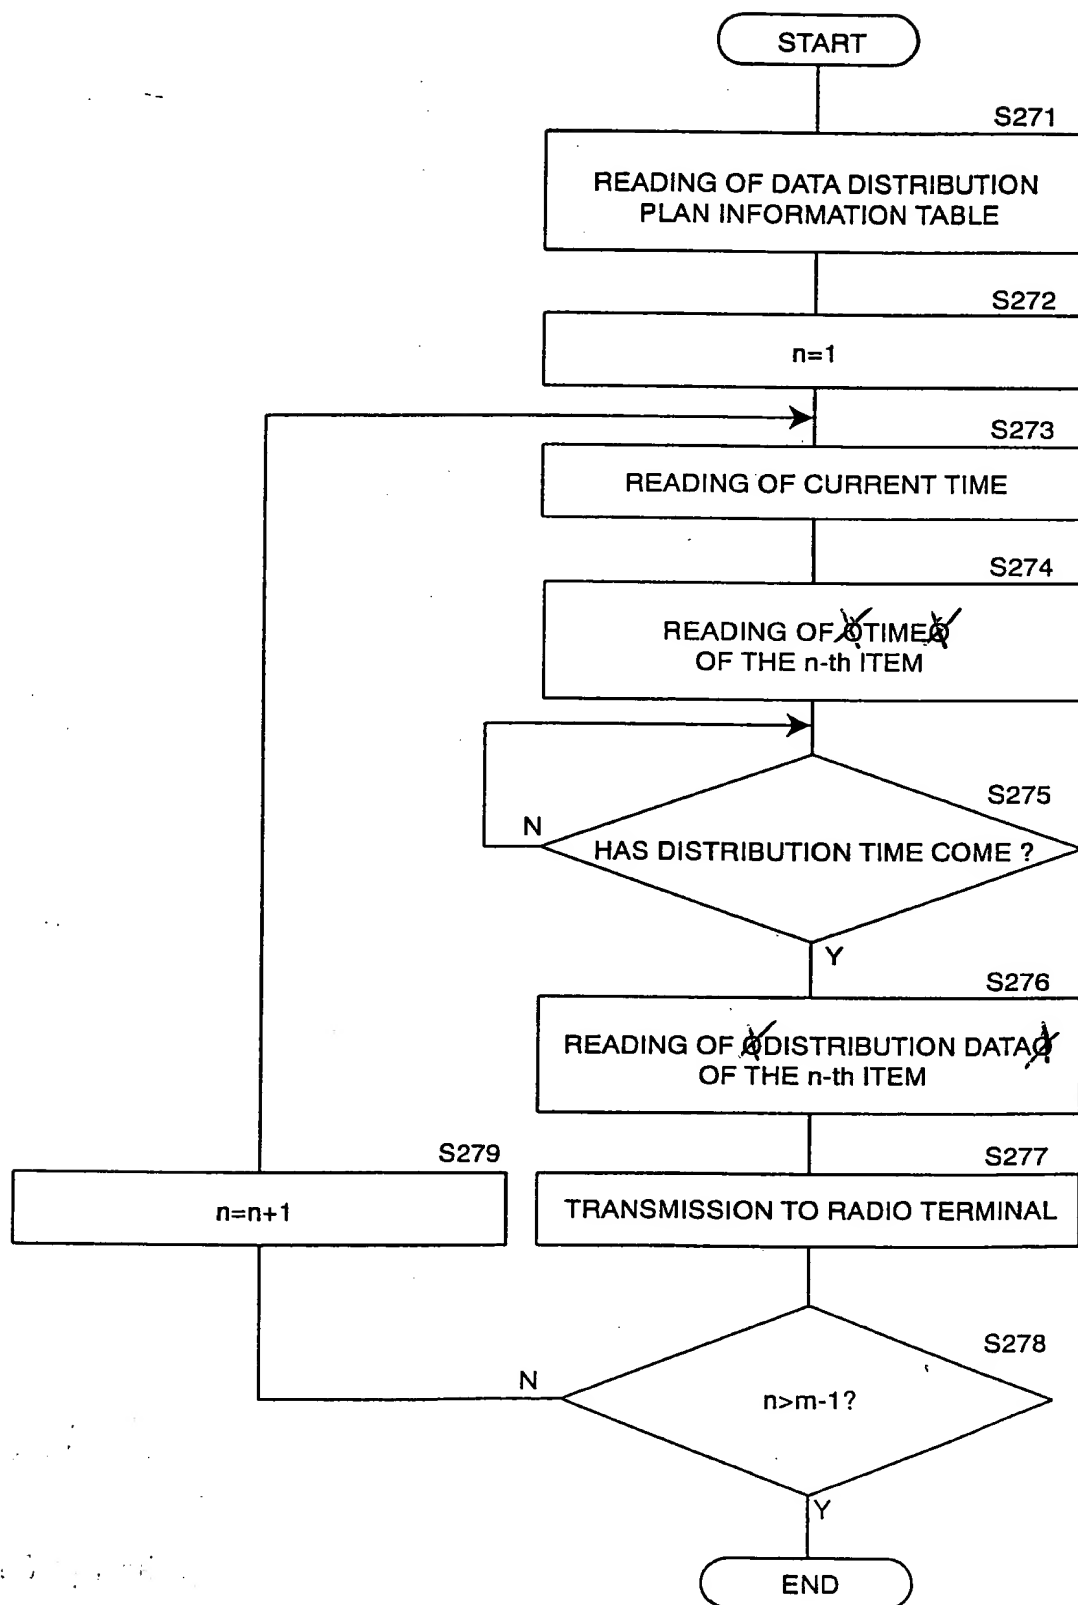 START
S271
READING OF DATA DISTRIBUTION
PLAN INFORMATION TABLE
S272
n=1
S273
READING OF CURRENT TIME
S274
READING OF TIME
OF THE n-th ITEM
S275
N
HAS DISTRIBUTION TIME COME ?
Y
S276
READING OF DISTRIBUTION DATA
OF THE n-th ITEM
S279
n=n+1
S277
TRANSMISSION TO RADIO TERMINAL
S278
N
n>m-1?
Y
END